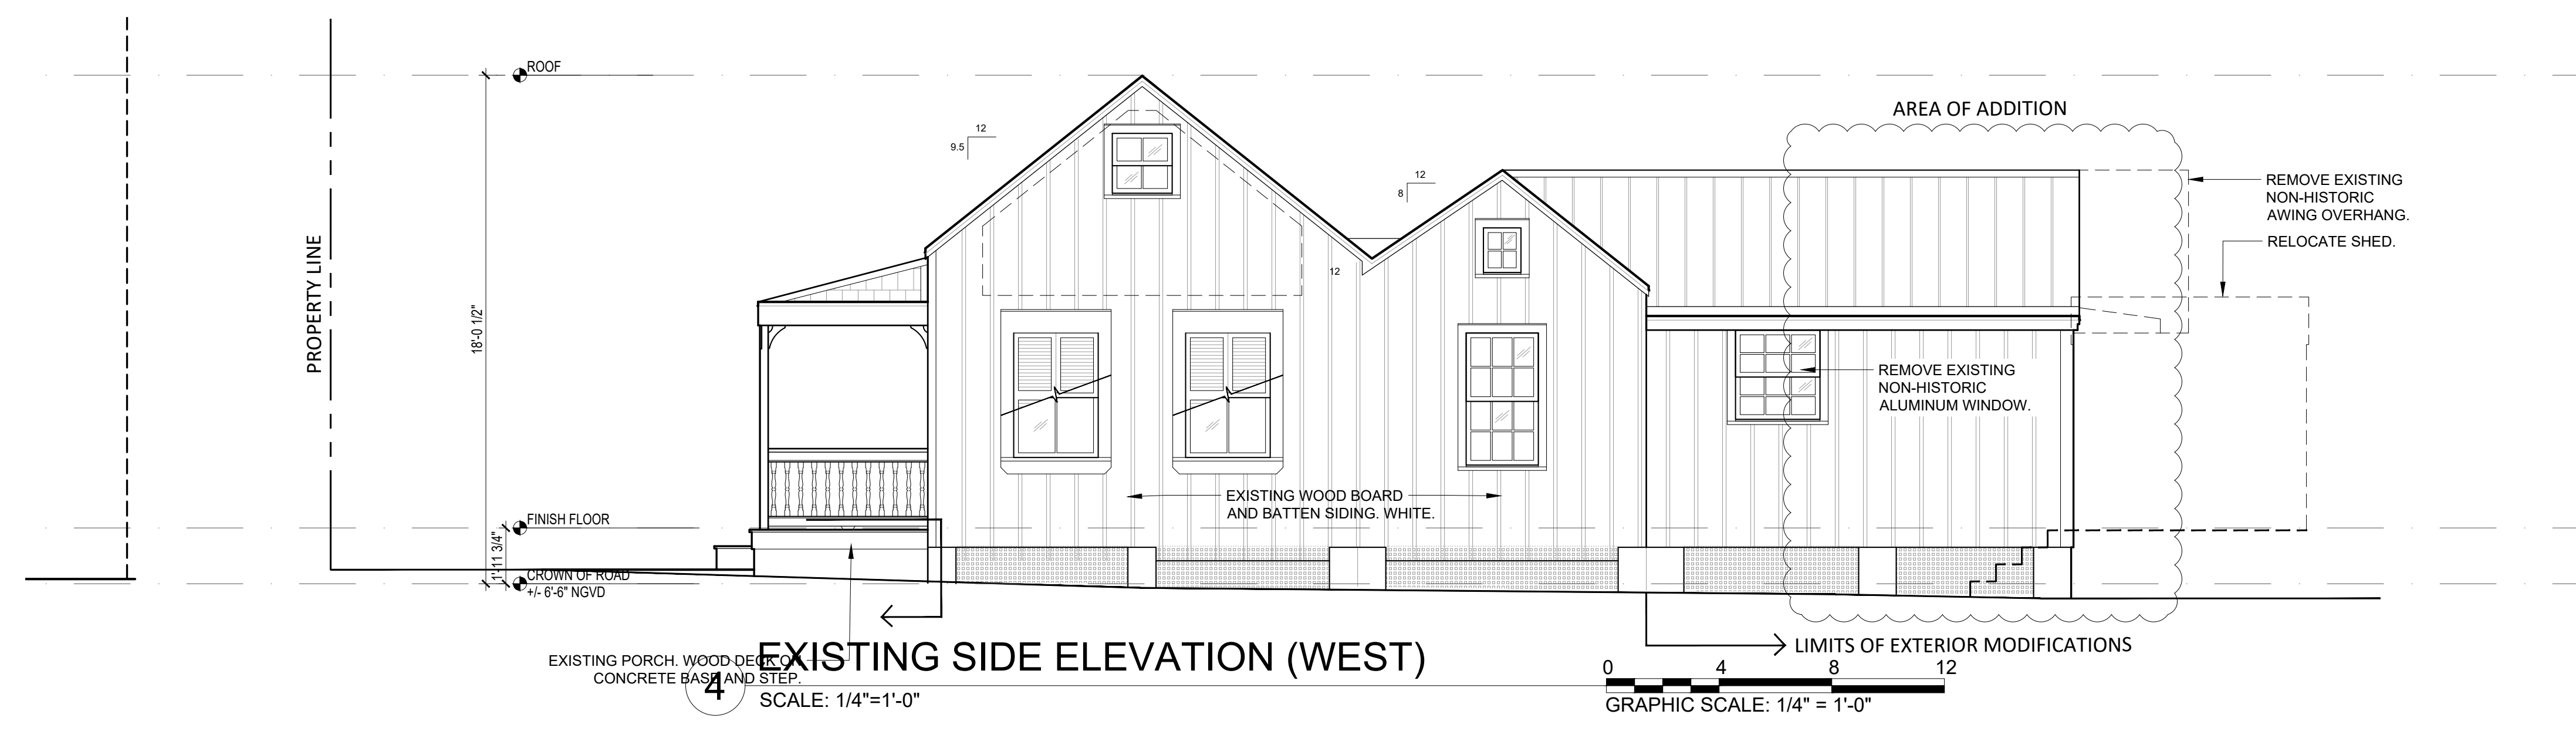 ROOF
AREA OF ADDITION
12
9.5
12
8
REMOVE EXISTING
NON-HISTORIC
AWING OVERHANG.
RELOCATE SHED.
PROPERTY LINE
12
18'-0 1/2"
REMOVE EXISTING
NON-HISTORIC
ALUMINUM WINDOW.
EXISTING WOOD BOARD
AND BATTEN SIDING. WHITE.
FINISH FLOOR
1'-11 3/4"
CROWN OF ROAD
+/- 6'-6" NGVD
LIMITS OF EXTERIOR MODIFICATIONS
EXISTING PORCH. WOOD DECK ON
CONCRETE BASE AND STEP.
4
EXISTING SIDE ELEVATION (WEST)
SCALE: 1/4"=1'-0"
0 4 8 12
GRAPHIC SCALE: 1/4" = 1'-0"